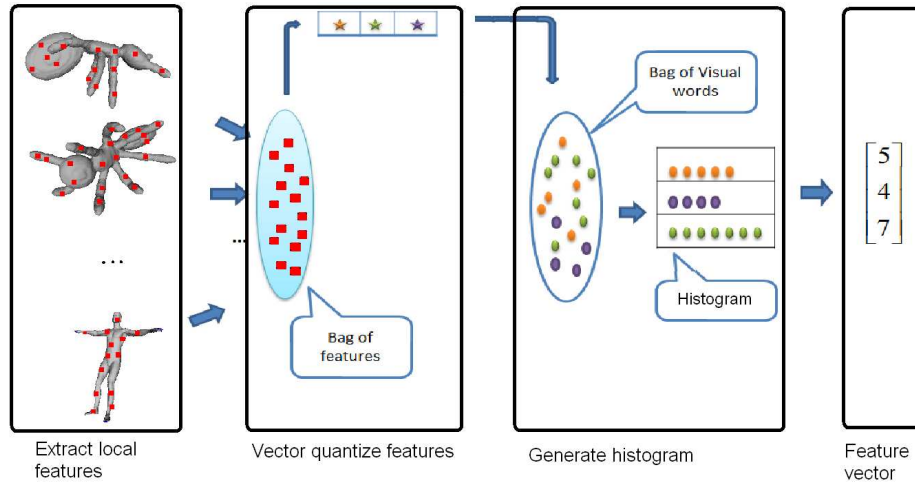 Bag of Visual
words
...
...
Bag of
features
Histogram
5
4
7
Extract local
features
Vector quantize features
Generate histogram
Feature
vector